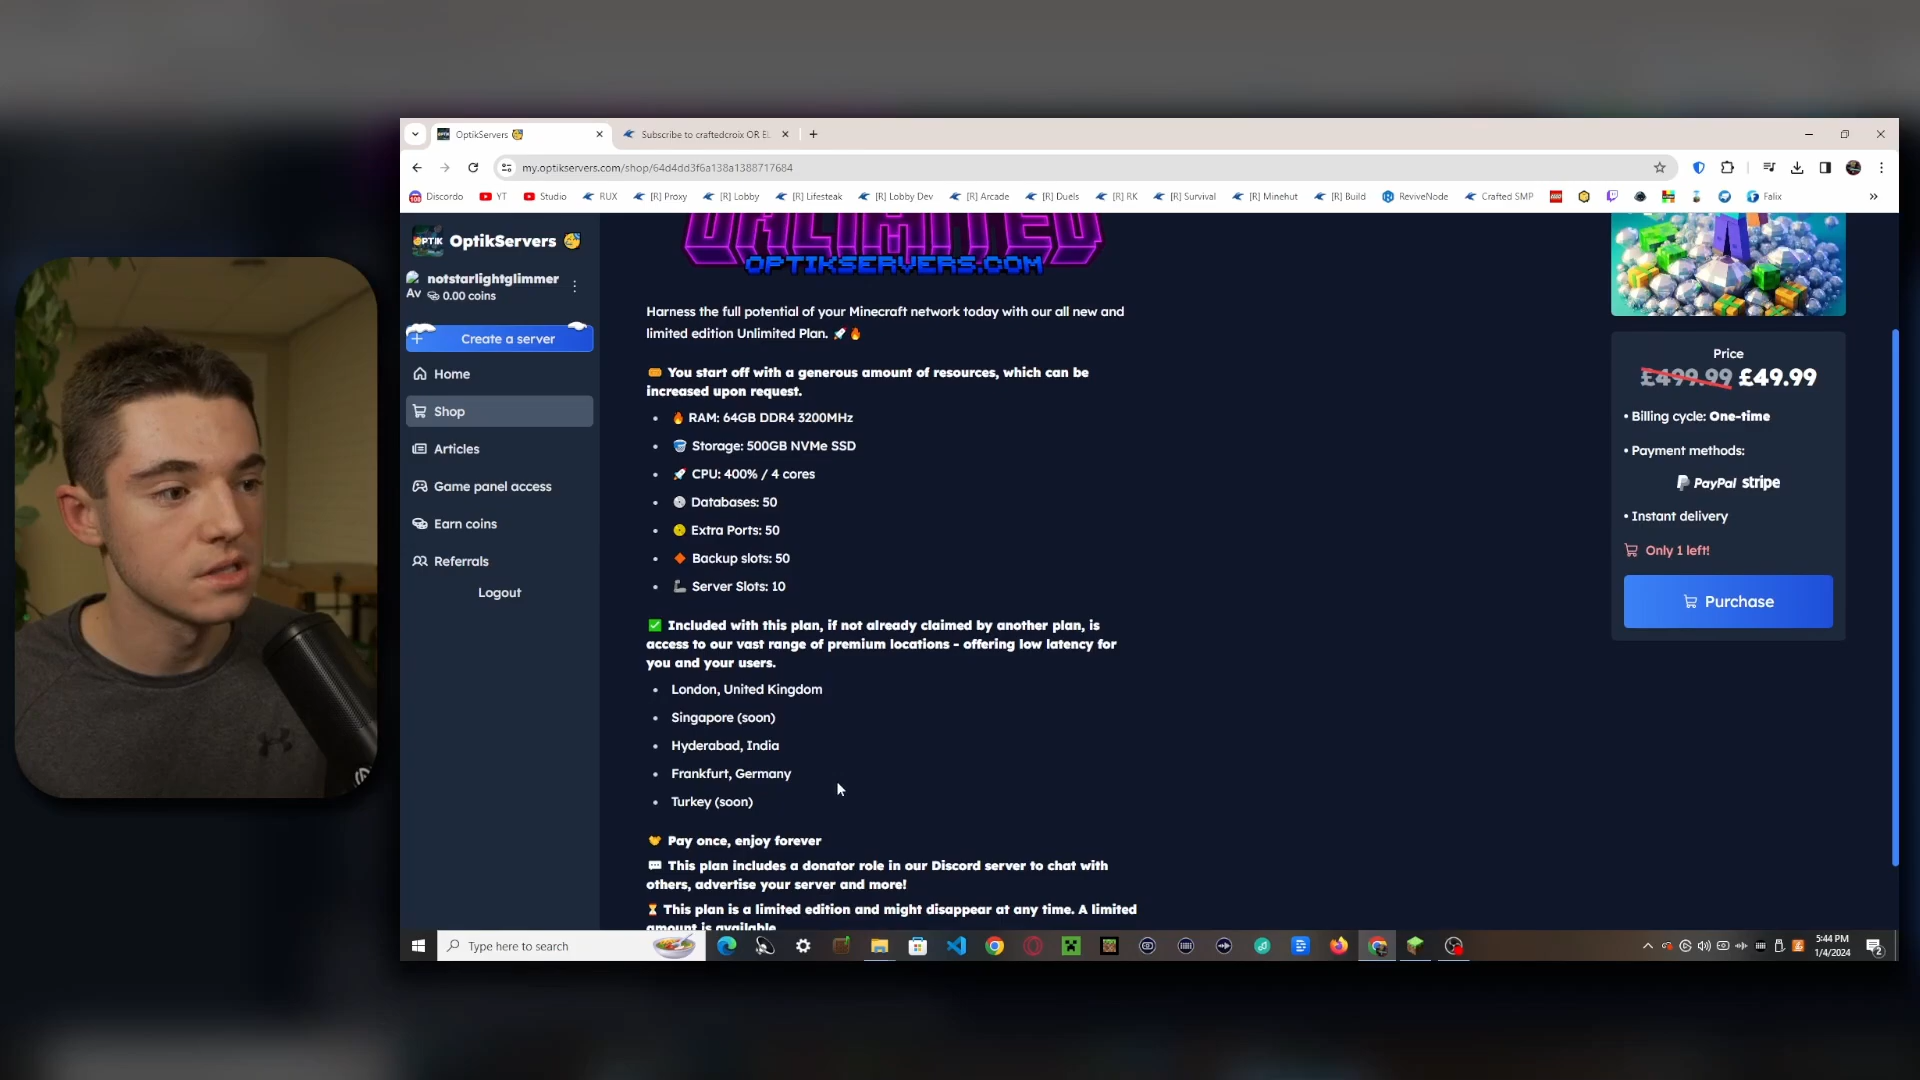 OptikServers
Subscribe to craftedcroix OR El
my.optikservers.com/shop/64d4dd3f6a138a1388717684
Discordo YT Studio RUX [R] Proxy [R] Lobby [R] Lifesteak [R] Lobby Dev [R] Arcade [R] Duels [R] RK [R] Survival [R] Minehut [R] Build ReviveNode Crafted SMP Falix
OPTIK OptikServers
notstarlightglimmer
Av 0.00 coins
+ Create a server
Home
Shop
Articles
Game panel access
Earn coins
Referrals
Logout
UNLIMITED
OPTIKSERVERS.COM
Harness the full potential of your Minecraft network today with our all new and
limited edition Unlimited Plan.
You start off with a generous amount of resources, which can be
increased upon request.
• RAM: 64GB DDR4 3200MHz
• Storage: 500GB NVMe SSD
• CPU: 400% / 4 cores
• Databases: 50
• Extra Ports: 50
• Backup slots: 50
• Server Slots: 10
Included with this plan, if not already claimed by another plan, is
access to our vast range of premium locations - offering low latency for
you and your users.
• London, United Kingdom
• Singapore (soon)
• Hyderabad, India
• Frankfurt, Germany
• Turkey (soon)
Pay once, enjoy forever
This plan includes a donator role in our Discord server to chat with
others, advertise your server and more!
This plan is a limited edition and might disappear at any time. A limited
amount is available
Price
£499.99 £49.99
• Billing cycle: One-time
• Payment methods:
PayPal stripe
• Instant delivery
Only 1 left!
Purchase
Type here to search
5:44 PM
1/4/2024
2